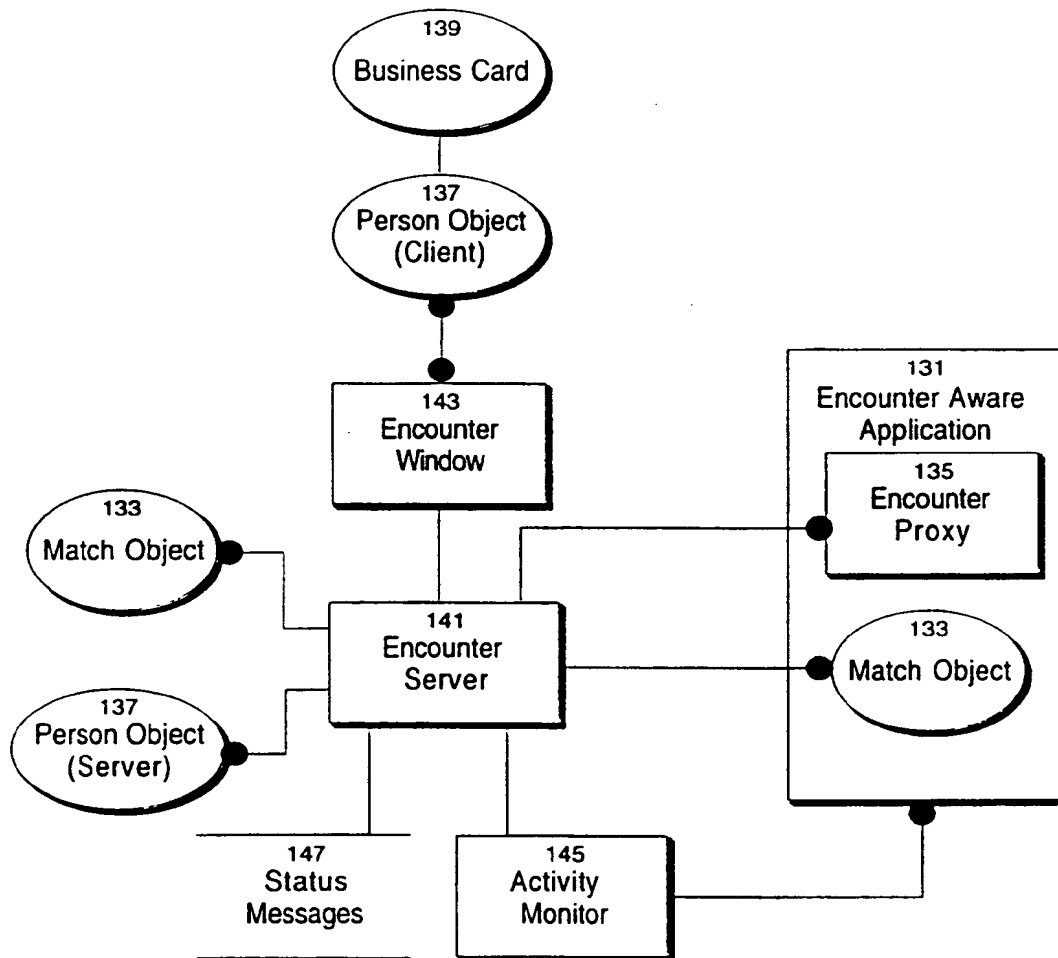 139
Business Card
137
Person Object
(Client)
143
Encounter
Window
131
Encounter Aware
Application
135
Encounter
Proxy
133
Match Object
133
Match Object
141
Encounter
Server
137
Person Object
(Server)
147
Status
Messages
145
Activity
Monitor